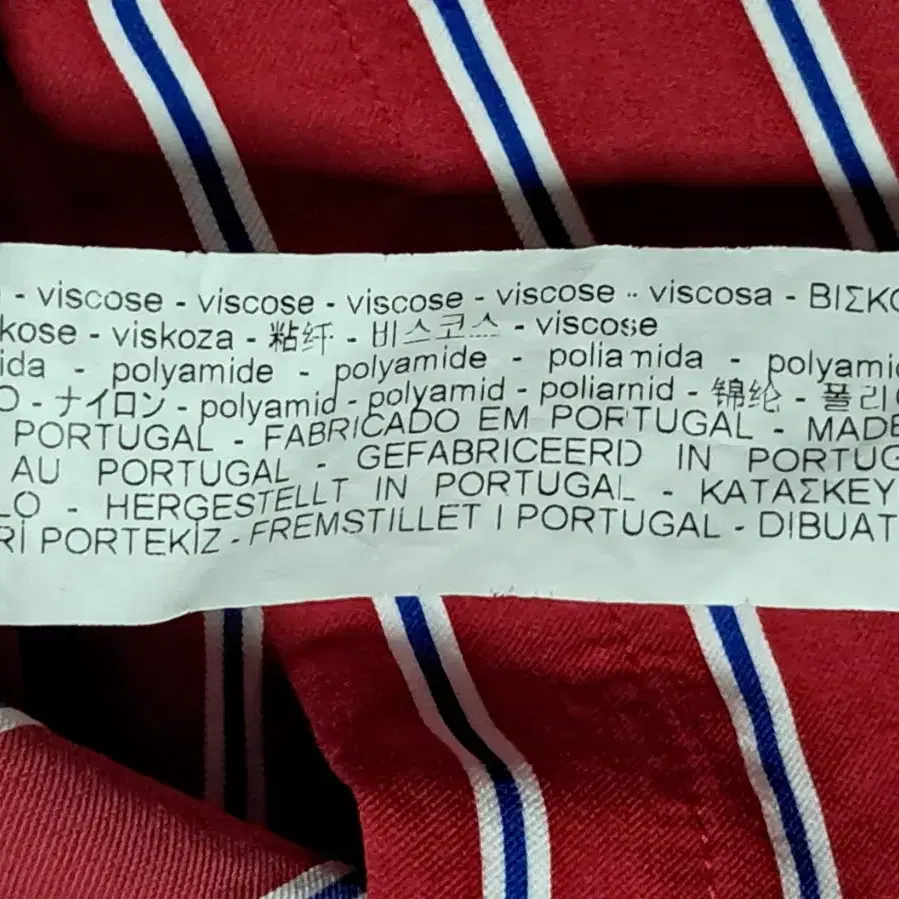 - viscose - viscose - viscose - viscose - viscosa - ΒΙΣΚΟ
kose - viskoza - 粘纤 - 비스코스 - viscose
ida - polyamide - polyamide - poliamida - polyamid
O - ナイロン - polyamid - polyamid - poliamid - 锦纶 - 폴리
PORTUGAL - FABRICADO EM PORTUGAL - MADE
AU PORTUGAL - GEFABRICEERD IN PORTUG
LO - HERGESTELLT IN PORTUGAL - ΚΑΤΑΣΚΕΥ
Rİ PORTEKİZ - FREMSTILLET I PORTUGAL - DIBUAT